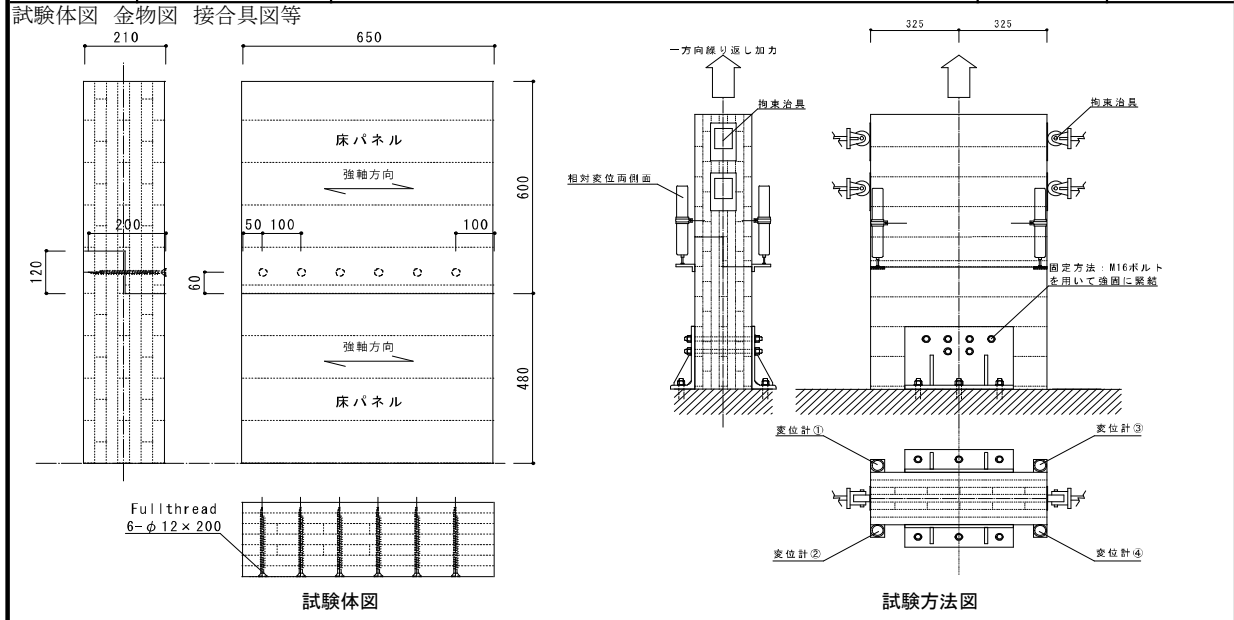 試験体図 金物図 接合具図等
210
650
床パネル
強軸方向
600
200
50 100
100
120
60
強軸方向
480
床パネル
Fullthread
6-φ12×200
試験体図
325
325
一方向繰り返し加力
拘束治具
拘束治具
相対変位両側面
固定方法：M16ボルト
を用いて強固に緊結
変位計①
変位計③
変位計②
変位計④
試験方法図